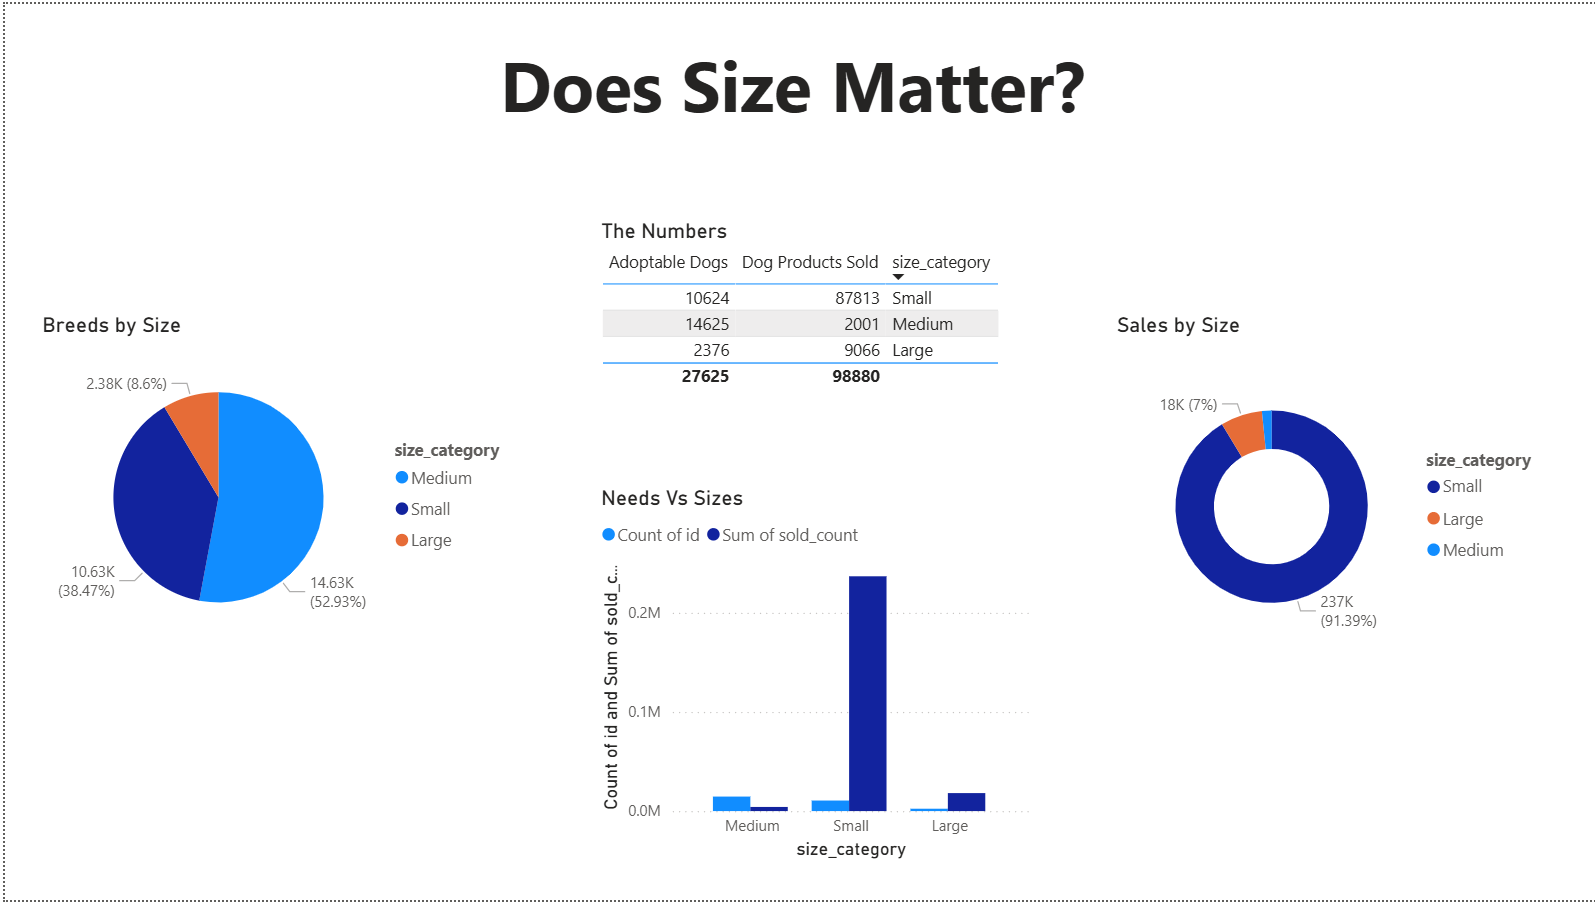 Does Size Matter?
The Numbers
Adoptable Dogs Dog Products Sold size_category
10624 87813 Small
14625 2001 Medium
2376 9066 Large
27625 98880
Breeds by Size
2.38K (8.6%)
10.63K
(38.47%)
14.63K
(52.93%)
size_category
Medium
Small
Large
Needs Vs Sizes
Count of id Sum of sold_count
Count of id and Sum of sold_c...
0.2M
0.1M
0.0M
Medium Small Large
size_category
Sales by Size
18K (7%)
237K
(91.39%)
size_category
Small
Large
Medium